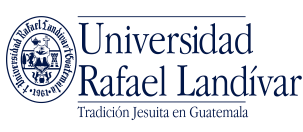 Universidad
Rafael Landívar
Tradición Jesuita en Guatemala